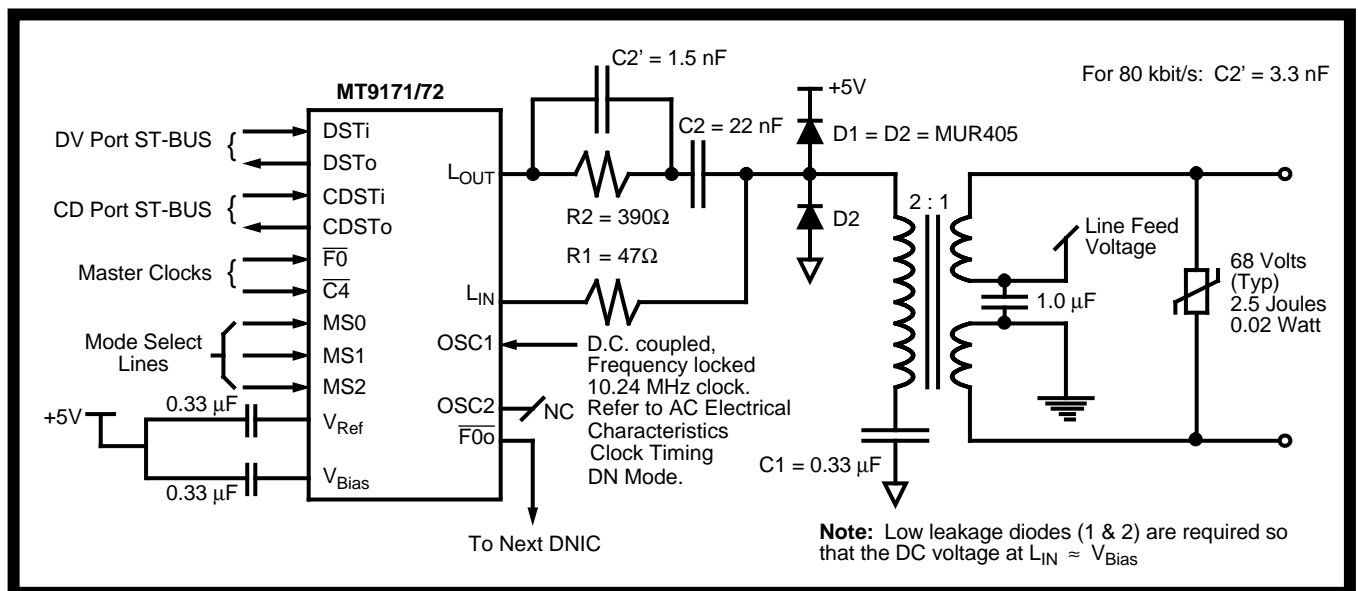 C2’ = 1.5 nF
For 80 kbit/s: C2’ = 3.3 nF
MT9171/72
+5V
DV Port ST-BUS {
DSTi
DSTo
C2 = 22 nF
D1 = D2 = MUR405
LOUT
CD Port ST-BUS {
CDSTi
CDSTo
R2 = 390Ω
D2
2 : 1
Line Feed
Voltage
Master Clocks {
F0
C4
R1 = 47Ω
LIN
1.0 µF
68 Volts
(Typ)
2.5 Joules
0.02 Watt
Mode Select
Lines
MS0
MS1
MS2
OSC1
D.C. coupled,
Frequency locked
10.24 MHz clock.
Refer to AC Electrical
Characteristics
Clock Timing
DN Mode.
OSC2
NC
F0o
+5V
0.33 µF
VRef
0.33 µF
VBias
C1 = 0.33 µF
To Next DNIC
Note: Low leakage diodes (1 & 2) are required so
that the DC voltage at LIN ≈ VBias